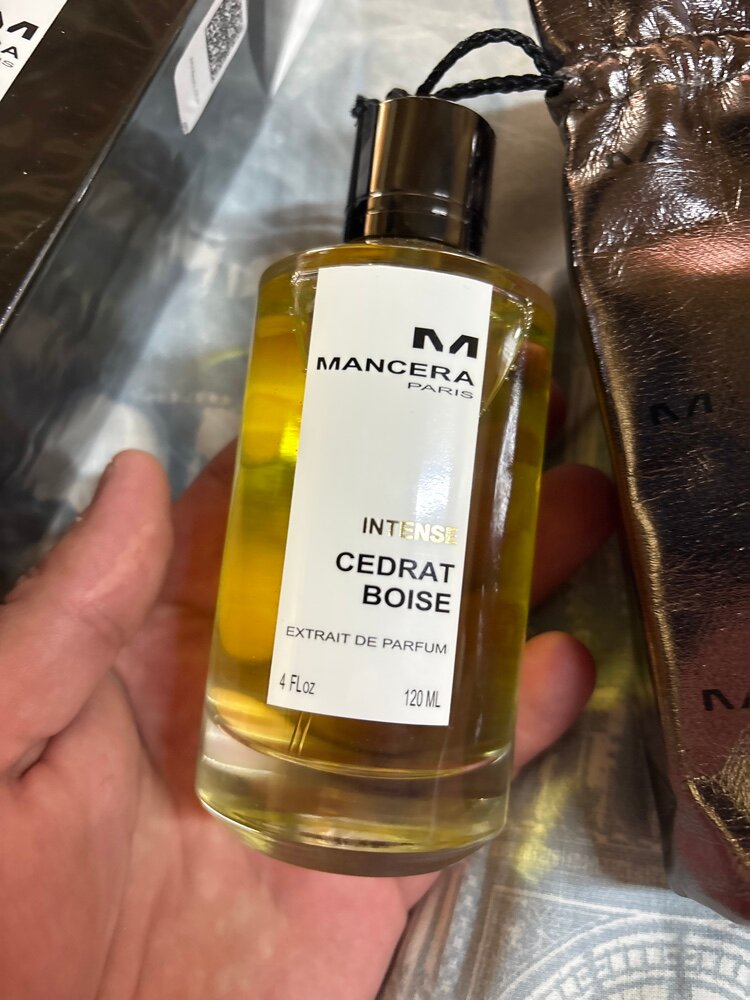 MANCERA
PARIS
INTENSE
CEDRAT
BOISE
EXTRAIT DE PARFUM
4 FLoz 120 ML